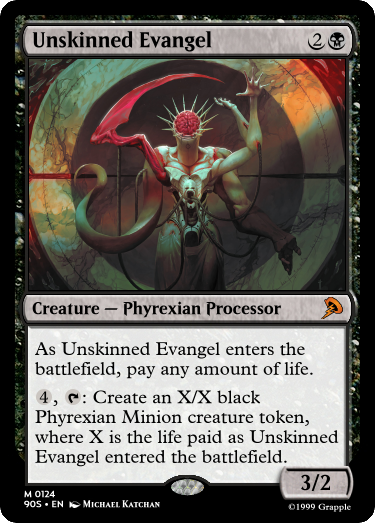 Unskinned Evangel 2
Creature — Phyrexian Processor
As Unskinned Evangel enters the
battlefield, pay any amount of life.
4, : Create an X/X black
Phyrexian Minion creature token,
where X is the life paid as Unskinned
Evangel entered the battlefield.
3/2
M 0124
90S • EN Michael Katchan
©1999 Grapple